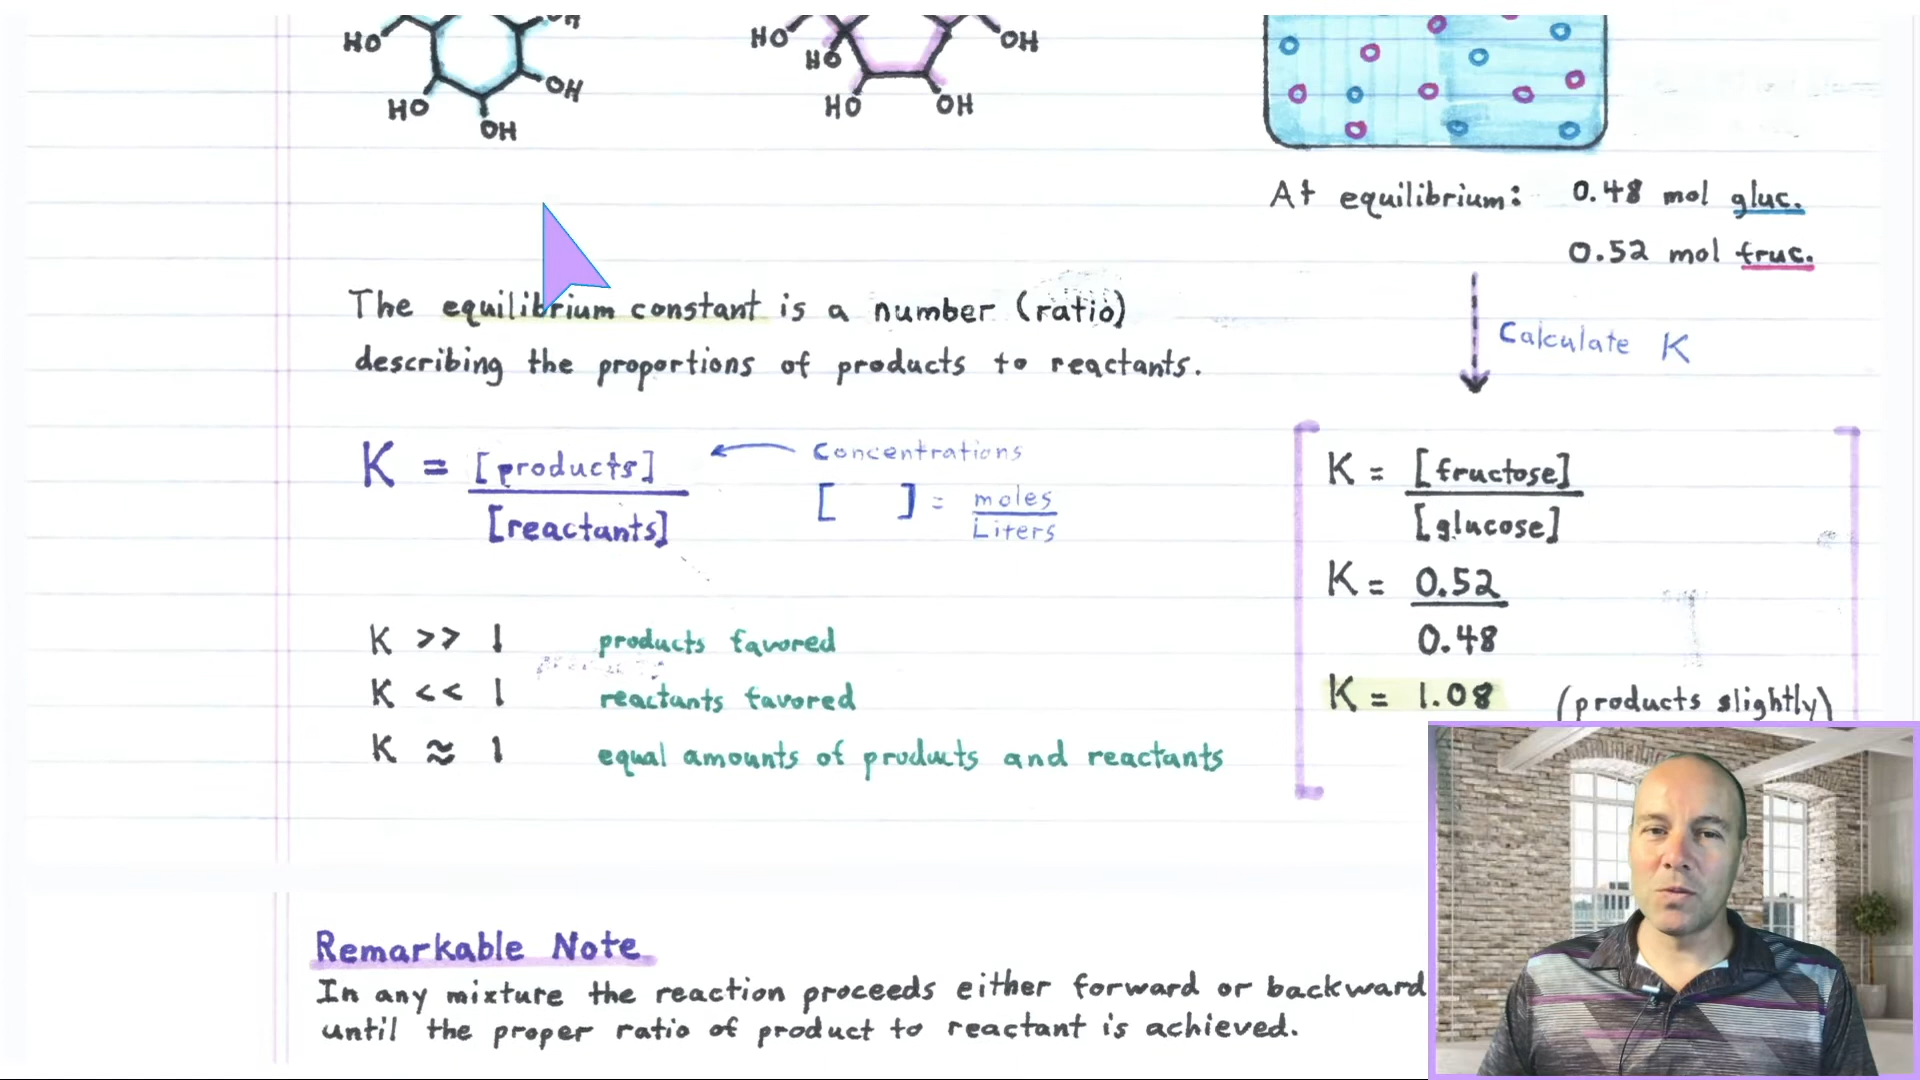 HO
OH
HO
OH
OH
HO
HO
OH
HO
OH
At equilibrium: 0.48 mol gluc.
0.52 mol fruc.
The equilibrium constant is a number (ratio)
describing the proportions of products to reactants.
Calculate K
K = [products]
[reactants]
Concentrations
[ ] = moles
Liters
K >> 1 products favored
K << 1 reactants favored
K ≈ 1 equal amounts of products and reactants
K = [fructose]
[glucose]
K = 0.52
0.48
K = 1.08 (products slightly)
Remarkable Note
In any mixture the reaction proceeds either forward or backward
until the proper ratio of product to reactant is achieved.